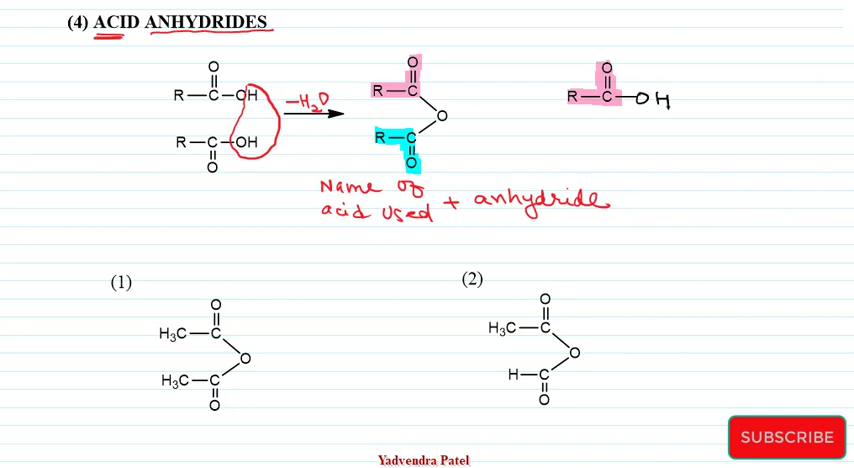 (4) ACID ANHYDRIDES
O
R—C—OH
R—C—OH
O
—H₂O
O
R—C
O
R—C
O
O
R—C—OH
Name of
acid used + anhydride
(1)
O
H₃C—C
O
H₃C—C
O
(2)
O
H₃C—C
O
H—C
O
SUBSCRIBE
Yadvendra Patel